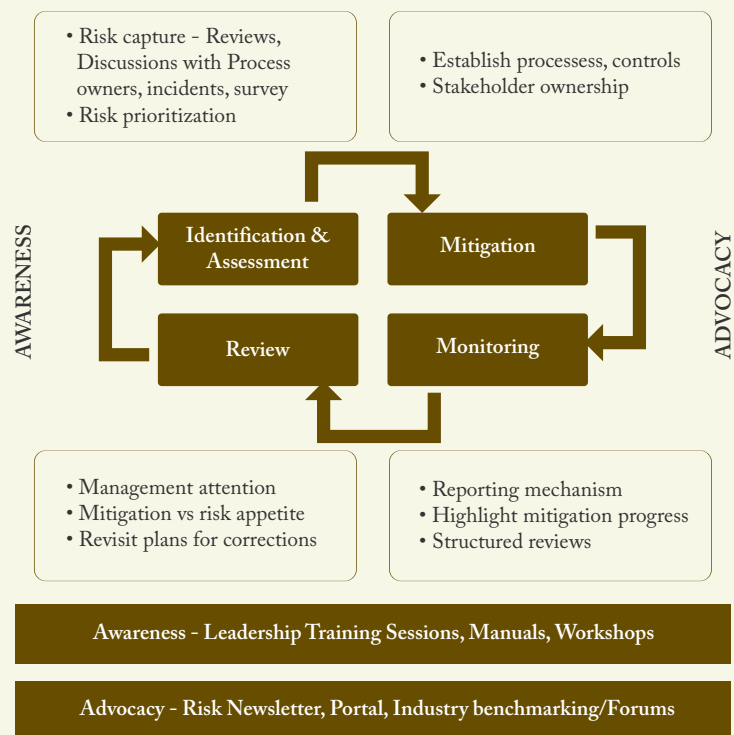 • Risk capture - Reviews,
Discussions with Process
owners, incidents, survey
• Risk prioritization
• Establish processess, controls
• Stakeholder ownership
AWARENESS
Identification &
Assessment
Mitigation
ADVOCACY
Review
Monitoring
• Management attention
• Mitigation vs risk appetite
• Revisit plans for corrections
• Reporting mechanism
• Highlight mitigation progress
• Structured reviews
Awareness - Leadership Training Sessions, Manuals, Workshops
Advocacy - Risk Newsletter, Portal, Industry benchmarking/Forums